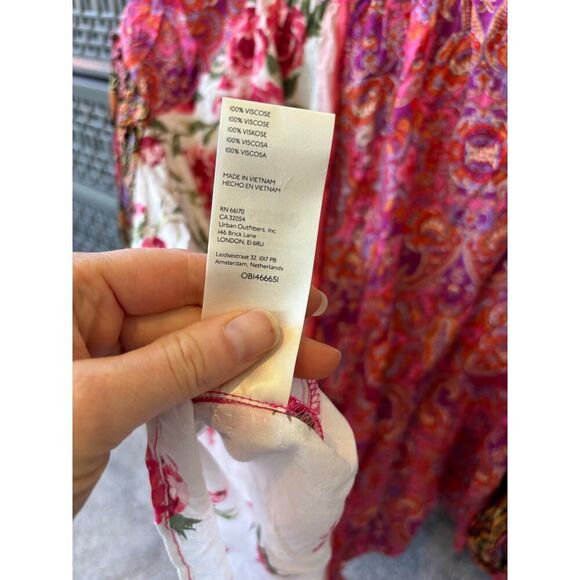 100% VISCOSE
100% VISCOSE
100% VISKOSE
100% VISCOSA
100% VISCOSA
MADE IN VIETNAM
HECHO EN VIETNAM
RN 66170
CA 32054
Urban Outfitters, Inc.
146 Brick Lane
LONDON, E1 6RU
Leidsestraat 32, 1017 PB
Amsterdam, Netherlands
OB1466651